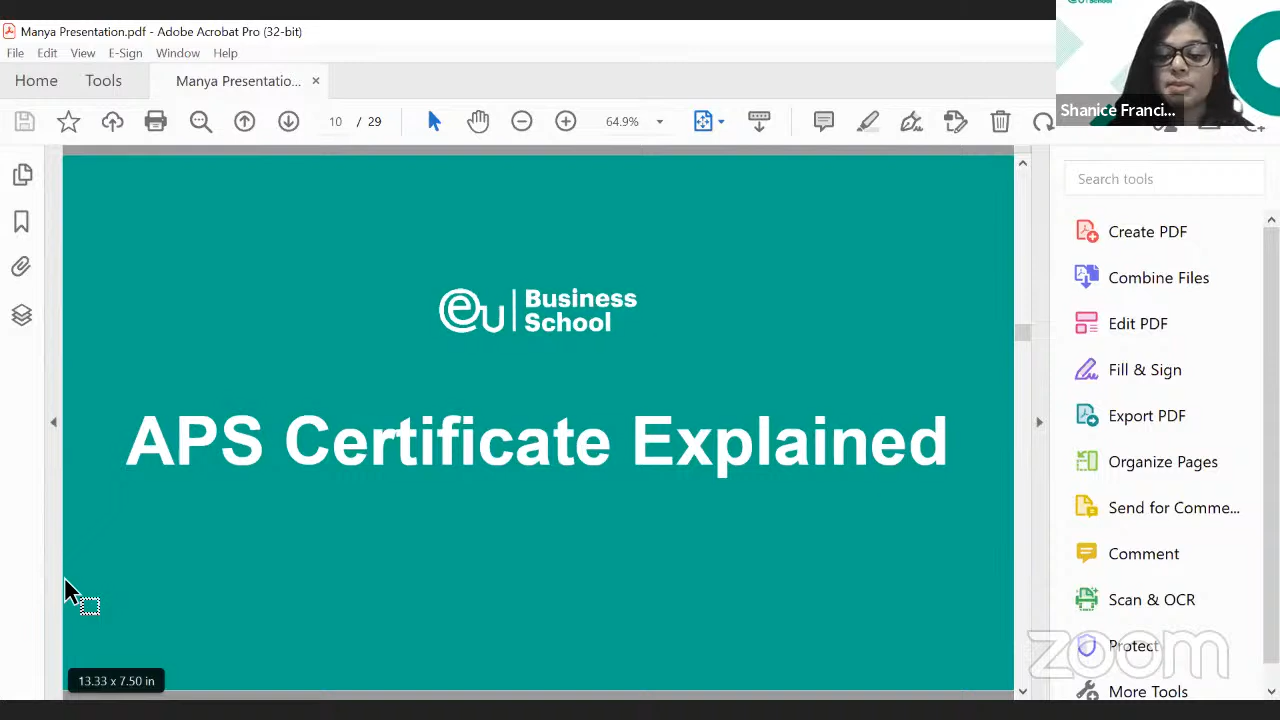 Manya Presentation.pdf - Adobe Acrobat Pro (32-bit)
File Edit View E-Sign Window Help
Home Tools Manya Presentatio... ×
10 / 64.9%
eu School
Shanice Franci...
Search tools
Create PDF
Combine Files
Edit PDF
Fill & Sign
Export PDF
Organize Pages
Send for Comme...
Comment
Scan & OCR
Protect
More Tools
eu Business
School
APS Certificate Explained
13.33 x 7.50 in
zoom